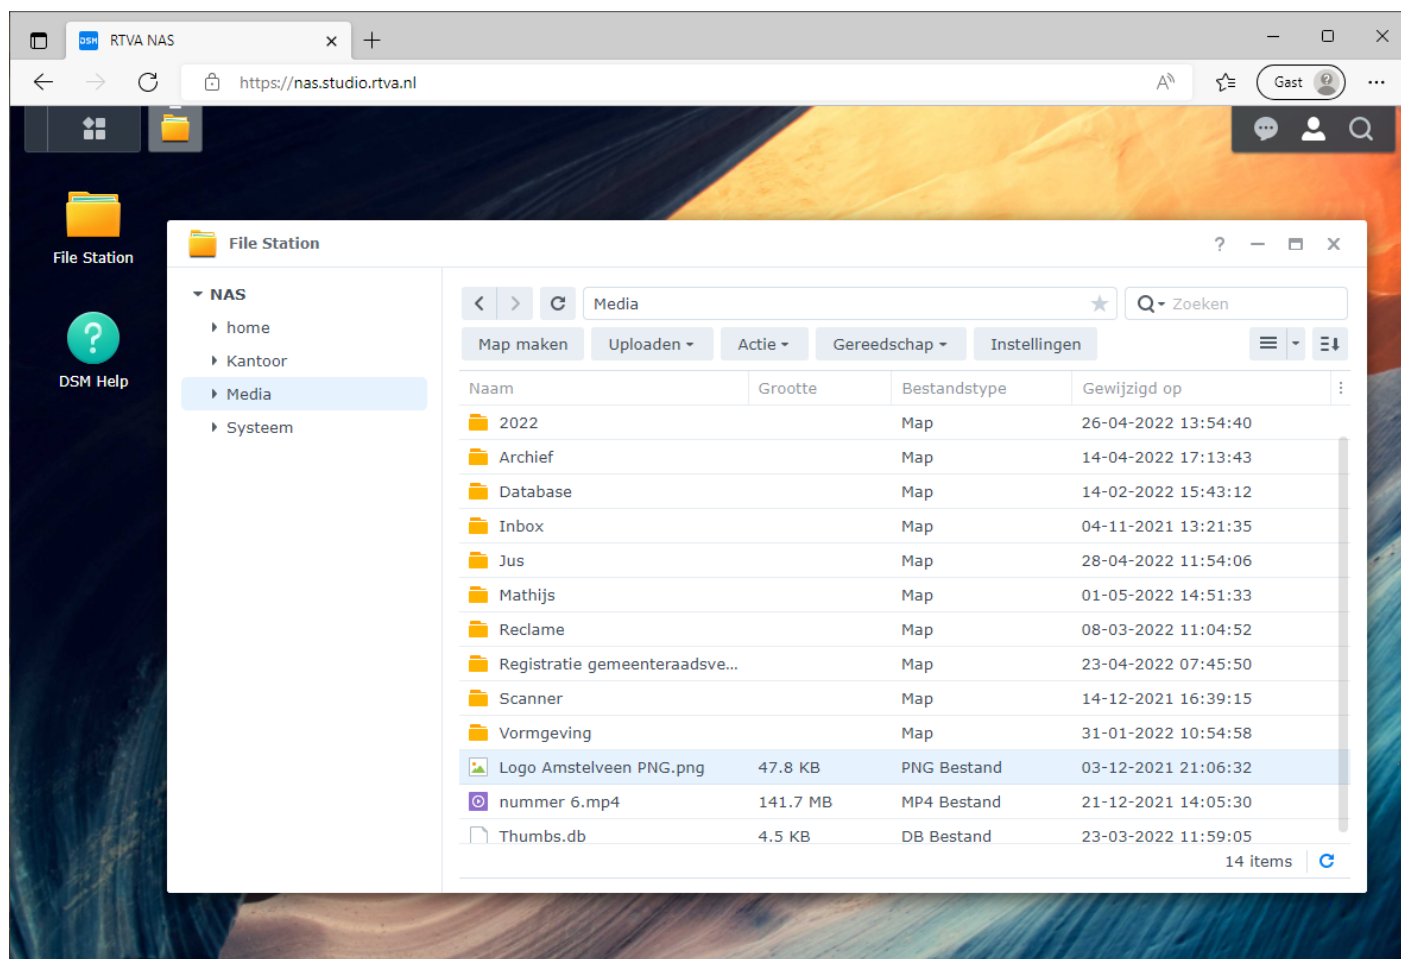 DSM RTVA NAS
https://nas.studio.rtva.nl
Gast
File Station
DSM Help
File Station
NAS
home
Kantoor
Media
Systeem
Media
Zoeken
Map maken Uploaden Actie Gereedschap Instellingen
Naam Grootte Bestandstype Gewijzigd op
2022 Map 26-04-2022 13:54:40
Archief Map 14-04-2022 17:13:43
Database Map 14-02-2022 15:43:12
Inbox Map 04-11-2021 13:21:35
Jus Map 28-04-2022 11:54:06
Mathijs Map 01-05-2022 14:51:33
Reclame Map 08-03-2022 11:04:52
Registratie gemeenteraadsve... Map 23-04-2022 07:45:50
Scanner Map 14-12-2021 16:39:15
Vormgeving Map 31-01-2022 10:54:58
Logo Amstelveen PNG.png 47.8 KB PNG Bestand 03-12-2021 21:06:32
nummer 6.mp4 141.7 MB MP4 Bestand 21-12-2021 14:05:30
Thumbs.db 4.5 KB DB Bestand 23-03-2022 11:59:05
14 items